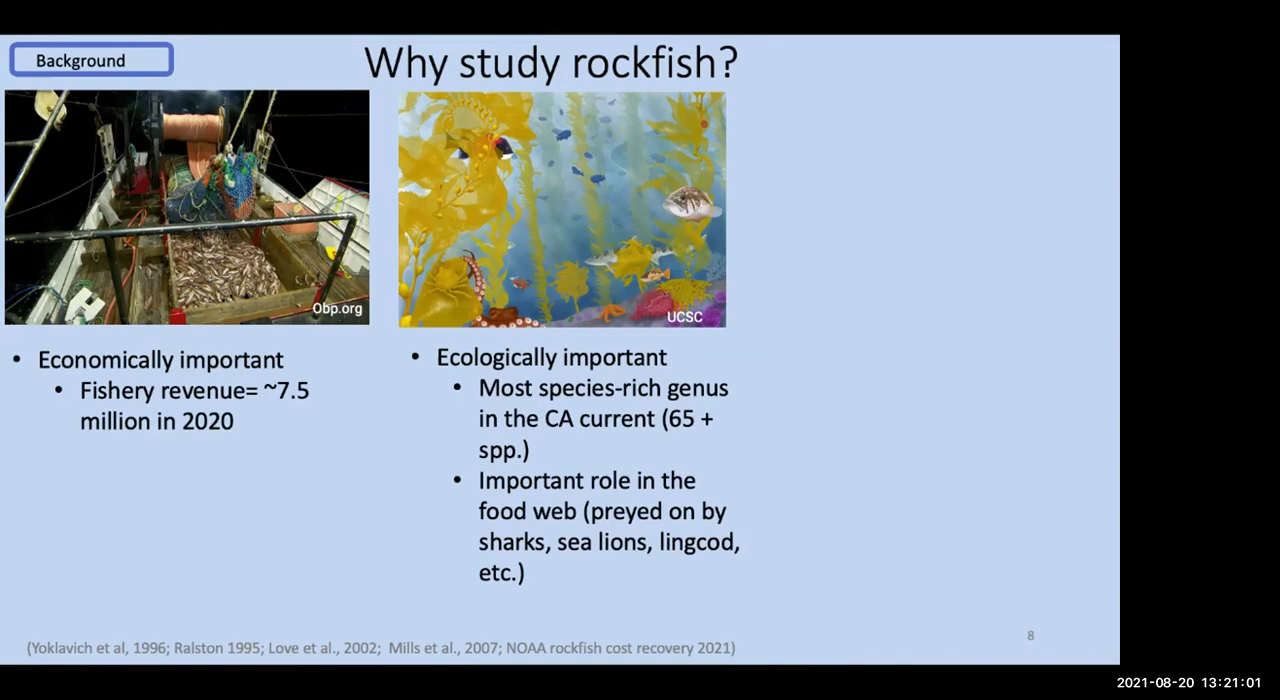 Background
Why study rockfish?
Obp.org
UCSC
• Economically important
• Fishery revenue= ~7.5
million in 2020
• Ecologically important
• Most species-rich genus
in the CA current (65 +
spp.)
• Important role in the
food web (preyed on by
sharks, sea lions, lingcod,
etc.)
8
(Yoklavich et al, 1996; Ralston 1995; Love et al., 2002;  Mills et al., 2007; NOAA rockfish cost recovery 2021)
2021-08-20 13:21:01